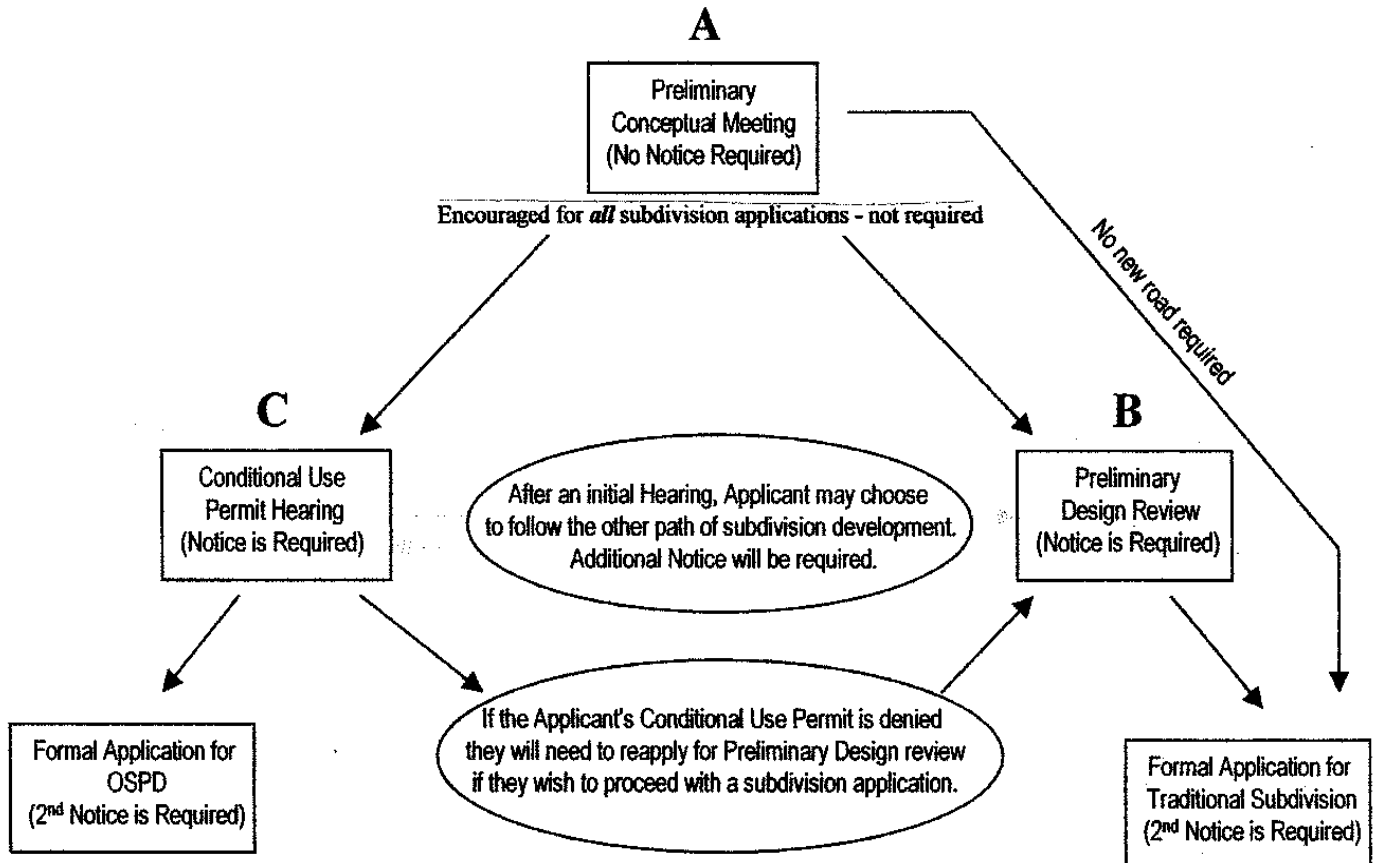 A
Preliminary
Conceptual Meeting
(No Notice Required)
Encouraged for all subdivision applications - not required
No new road required
C
Conditional Use
Permit Hearing
(Notice is Required)
After an initial Hearing, Applicant may choose
to follow the other path of subdivision development.
Additional Notice will be required.
B
Preliminary
Design Review
(Notice is Required)
Formal Application for
OSPD
(2nd Notice is Required)
If the Applicant's Conditional Use Permit is denied
they will need to reapply for Preliminary Design review
if they wish to proceed with a subdivision application.
Formal Application for
Traditional Subdivision
(2nd Notice is Required)